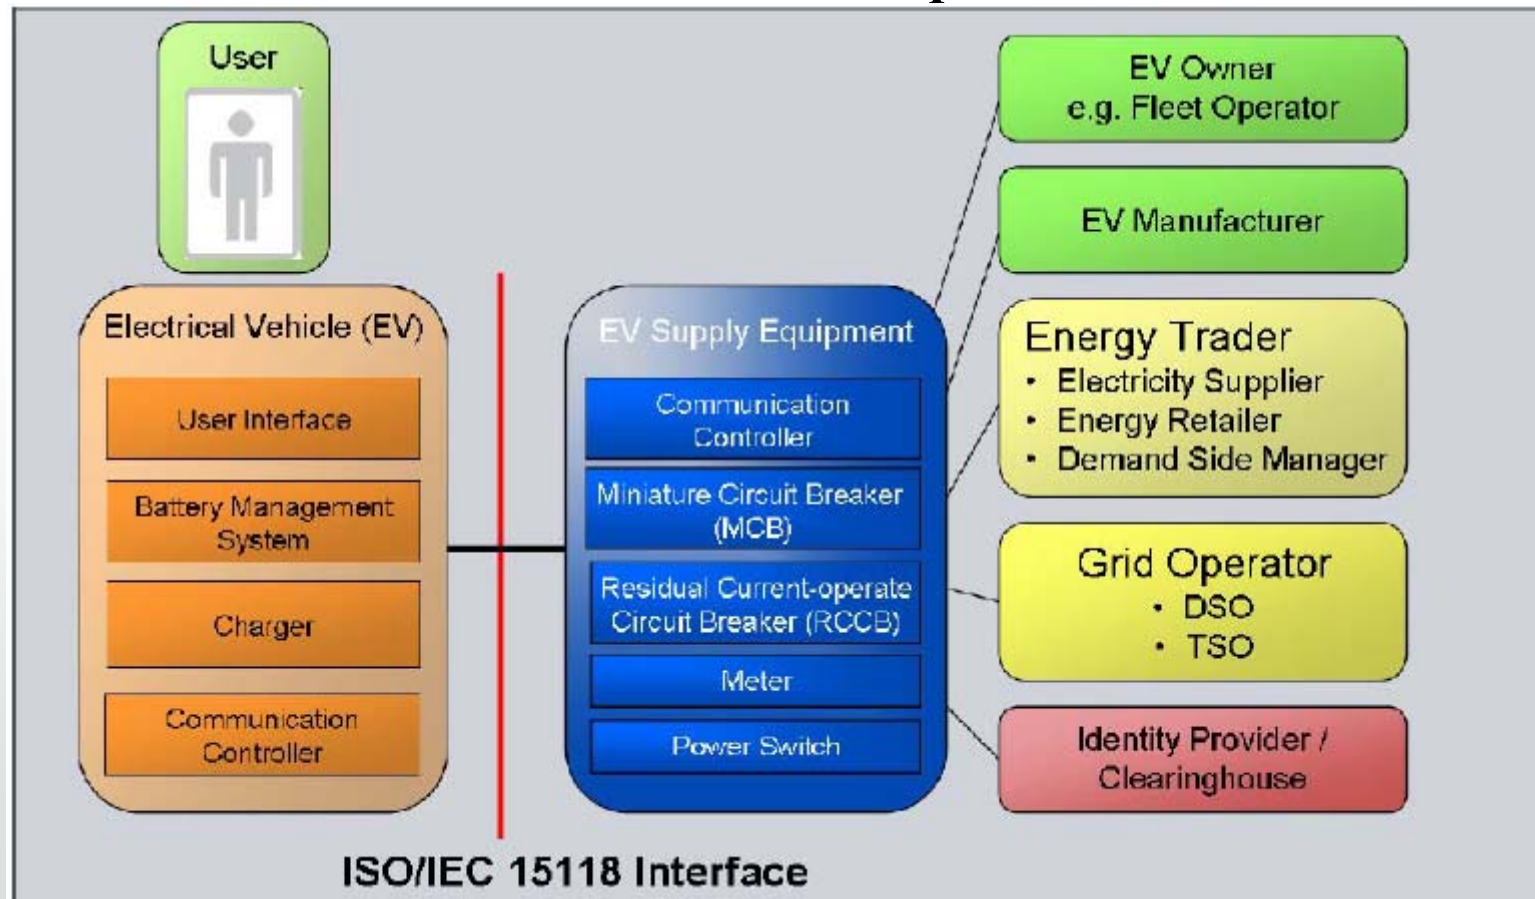 User
Electrical Vehicle (EV)
User Interface
Battery Management
System
Charger
Communication
Controller
EV Supply Equipment
Communication
Controller
Miniature Circuit Breaker
(MCB)
Residual Current-operate
Circuit Breaker (RCCB)
Meter
Power Switch
EV Owner
e.g. Fleet Operator
EV Manufacturer
Energy Trader
• Electricity Supplier
• Energy Retailer
• Demand Side Manager
Grid Operator
• DSO
• TSO
Identity Provider /
Clearinghouse
ISO/IEC 15118 Interface